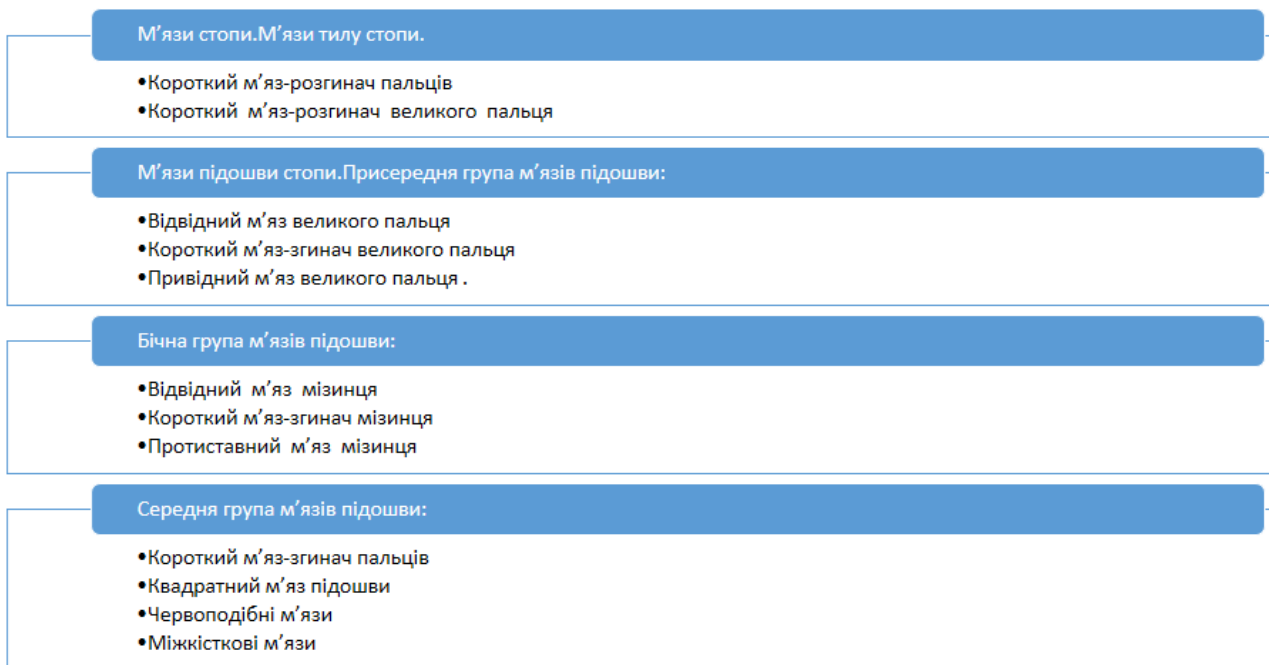 М′язи стопи.М′язи тилу стопи.
•Короткий м′яз-розгинач пальців
•Короткий м′яз-розгинач великого пальця
М′язи підошви стопи.Присередня група м′язів підошви:
•Відвідний м′яз великого пальця
•Короткий м′яз-згинач великого пальця
•Привідний м′яз великого пальця .
Бічна група м′язів підошви:
•Відвідний м′яз мізинця
•Короткий м′яз-згинач мізинця
•Протиставний м′яз мізинця
Середня група м′язів підошви:
•Короткий м′яз-згинач пальців
•Квадратний м′яз підошви
•Червоподібні м′язи
•Міжкісткові м′язи